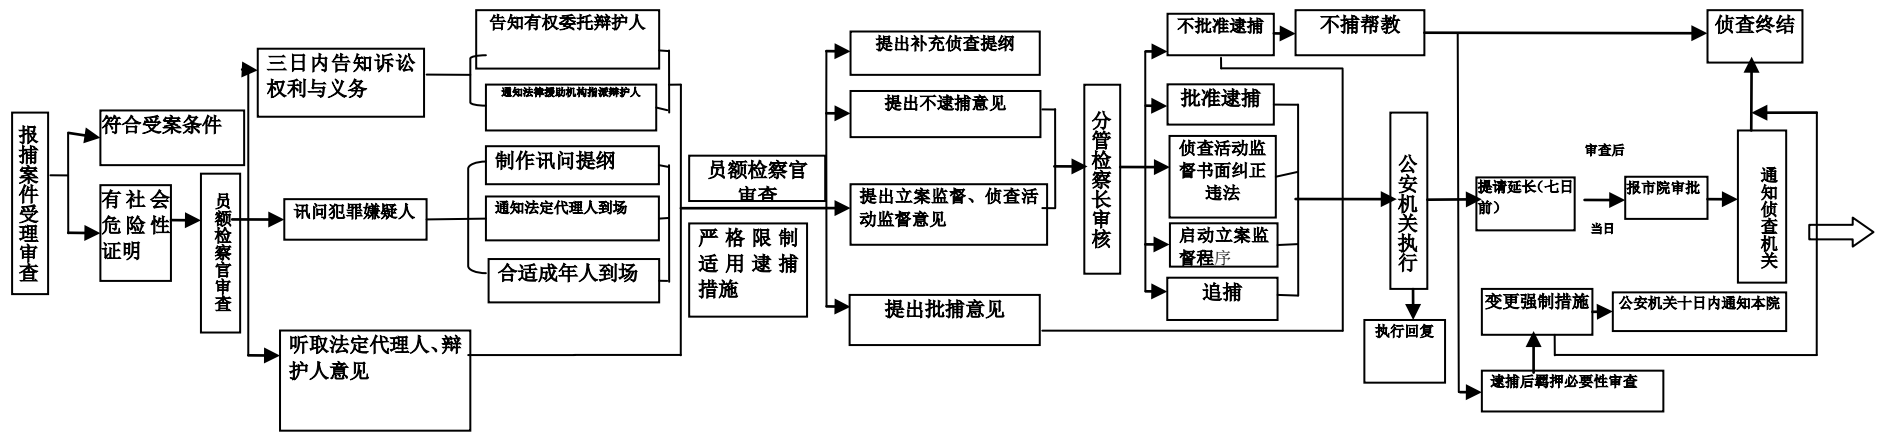 报捕案件受理审查
符合受案条件
有社会
危险性
证明
员额检察官审查
三日内告知诉讼
权利与义务
讯问犯罪嫌疑人
听取法定代理人、辩
护人意见
告知有权委托辩护人
通知法律援助机构指派辩护人
制作讯问提纲
通知法定代理人到场
合适成年人到场
员额检察官
审查
严格限制
适用逮捕
措施
提出补充侦查提纲
提出不逮捕意见
提出立案监督、侦查活
动监督意见
提出批捕意见
分管检察长审核
不批准逮捕
批准逮捕
侦查活动监
督书面纠正
违法
启动立案监
督程序
追捕
不捕帮教
公安机关执行
执行回复
提请延长（七日
前）
审查后
当日
报市院审批
通知侦查机关
侦查终结
变更强制措施
公安机关十日内通知本院
逮捕后羁押必要性审查